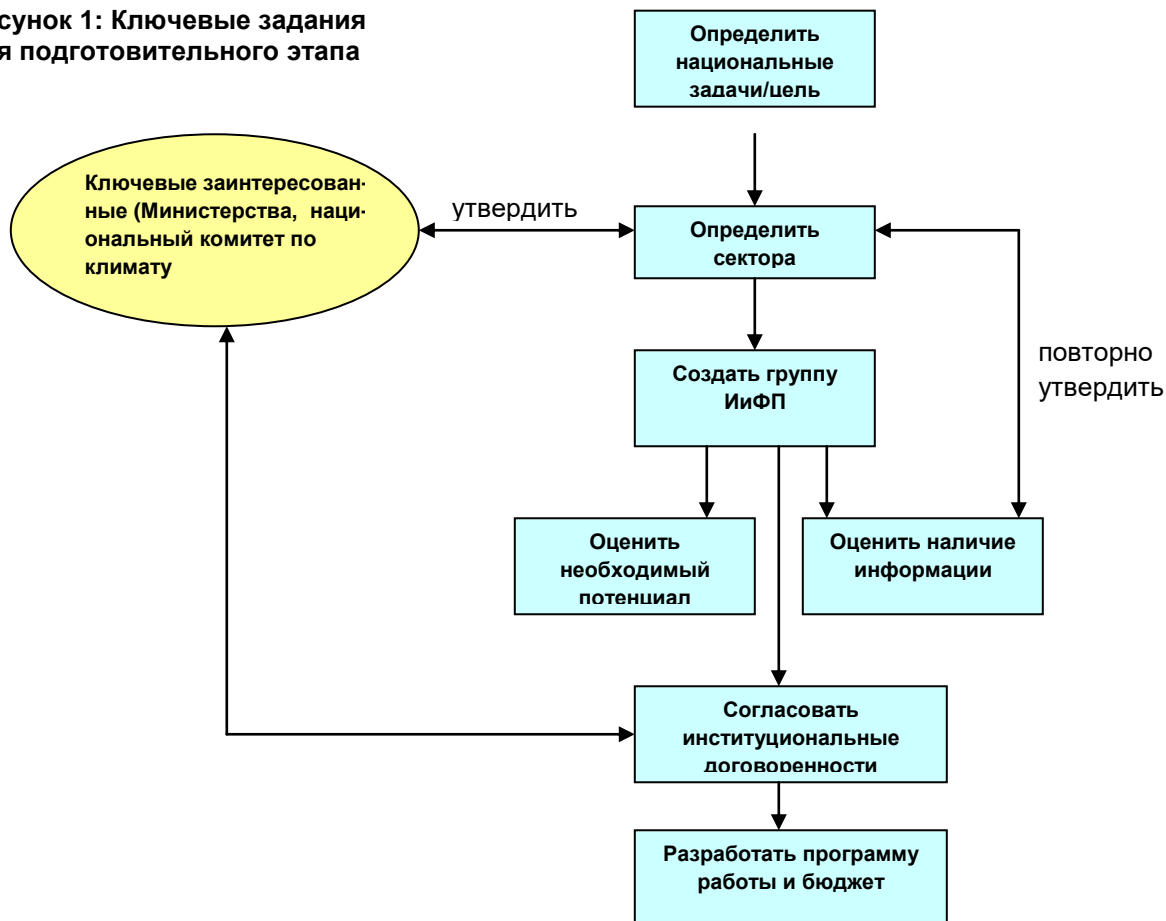 сунок 1: Ключевые задания
я подготовительного этапа
Определить
национальные
задачи/цель
Ключевые заинтересован-
ные (Министерства, наци-
ональный комитет по
климату
утвердить
Определить
сектора
Создать группу
ИиФП
повторно
утвердить
Оценить
необходимый
потенциал
Оценить наличие
информации
Согласовать
институциональные
договоренности
Разработать программу
работы и бюджет